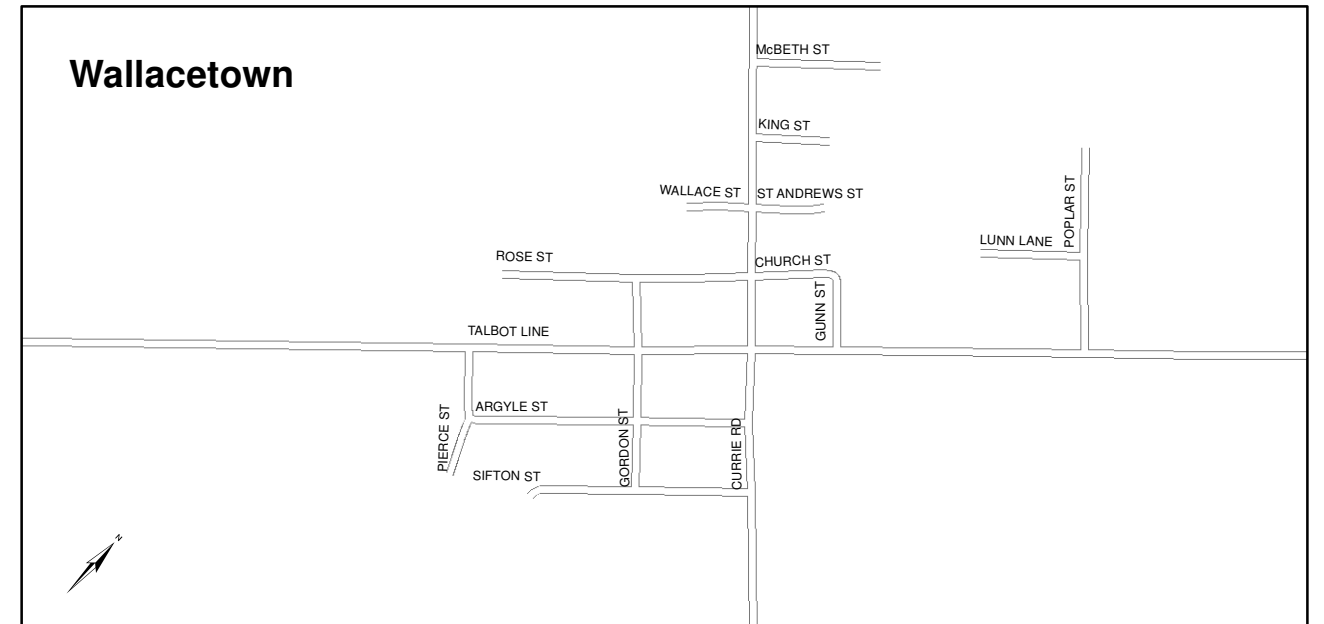 McBETH ST
Wallacetown
KING ST
WALLACE ST
ST ANDREWS ST
POPLAR ST
LUNN LANE
ROSE ST
CHURCH ST
GUNN ST
TALBOT LINE
ARGYLE ST
PIERCE ST
GORDON ST
CURRIE RD
SIFTON ST
N